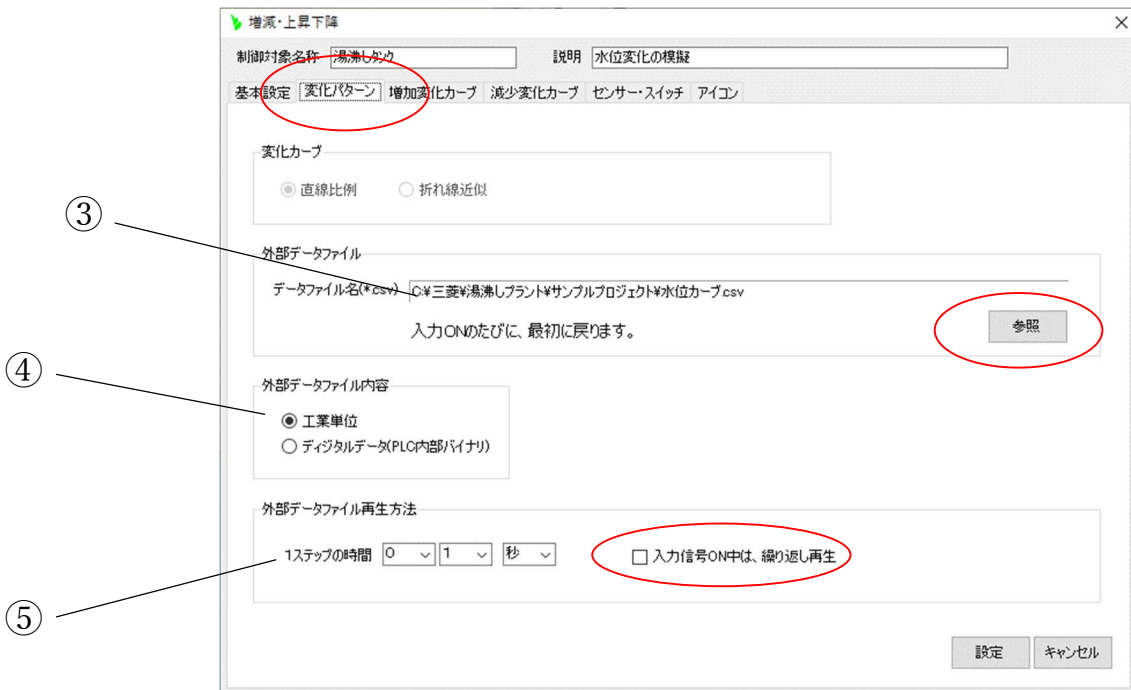 増減・上昇下降
制御対象名称 湯沸しタンク 説明 水位変化の模擬
基本設定 変化パターン 増加変化カーブ 減少変化カーブ センサー・スイッチ アイコン
変化カーブ
直線比例 折れ線近似
③
外部データファイル
データファイル名(*.csv) C:¥三菱¥湯沸しプラント¥サンプルプロジェクト¥水位カーブ.csv
入力ONのたびに、最初に戻ります。
参照
④
外部データファイル内容
工業単位
ディジタルデータ(PLC内部バイナリ)
外部データファイル再生方法
1ステップの時間 0 1 秒 入力信号ON中は、繰り返し再生
⑤
設定 キャンセル